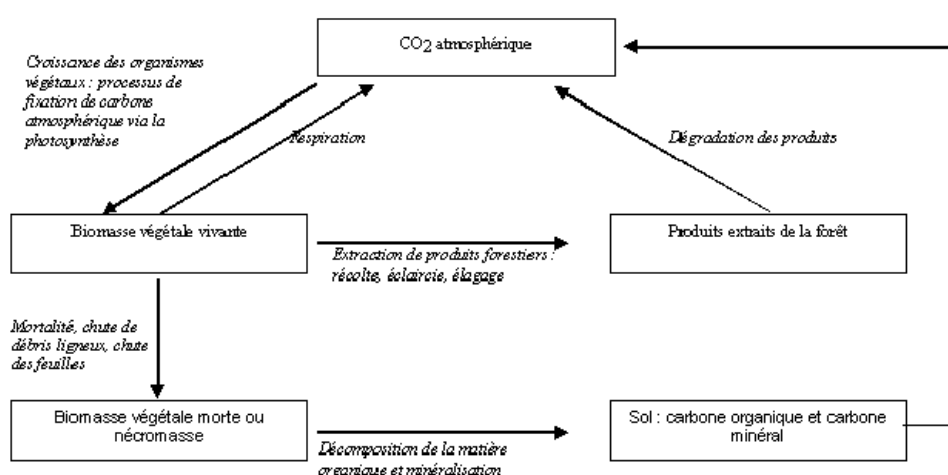 CO2 atmosphérique
Croissance des organismes
végétaux : processus de
fixation de carbone
atmosphérique via la
photosynthèse
Respiration
Dégradation des produits
Biomasse végétale vivante
Produits extraits de la forêt
Extraction de produits forestiers :
récolte, éclaircie, élagage
Mortalité, chute de
débris ligneux, chute
des feuilles
Biomasse végétale morte ou
nécromasse
Sol : carbone organique et carbone
minéral
Décomposition de la matière
organique et minéralisation